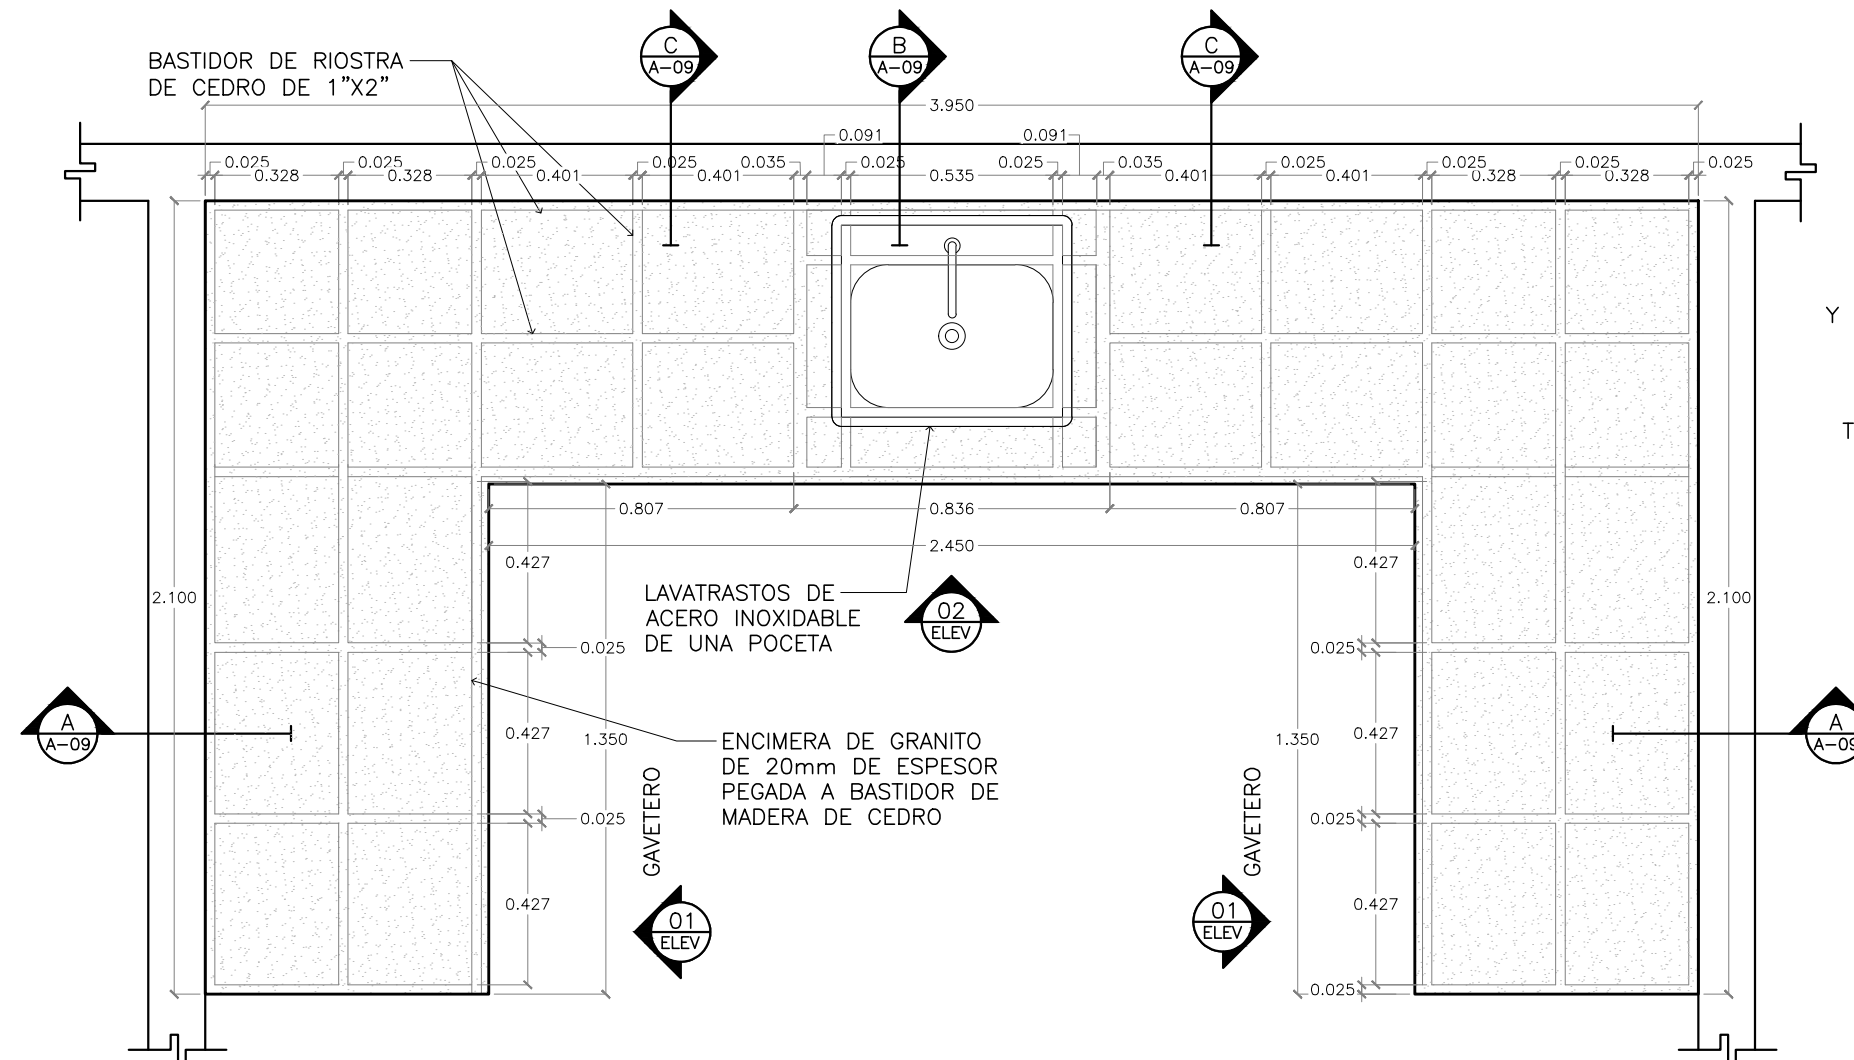 C
A-09
B
A-09
C
A-09
BASTIDOR DE RIOSTRA
DE CEDRO DE 1”X2”
3.950
0.091
0.091
0.025
0.025
0.025
0.025
0.035
0.025
0.025
0.035
0.025
0.025
0.025
0.025
0.328
0.328
0.401
0.401
0.535
0.401
0.401
0.328
0.328
Y
T
0.807
0.836
0.807
2.450
0.427
0.427
2.100
2.100
LAVATRASTOS DE
ACERO INOXIDABLE
DE UNA POCETA
02
ELEV
0.025
0.025
A
A-09
A
A-09
0.427
1.350
1.350
0.427
ENCIMERA DE GRANITO
DE 20mm DE ESPESOR
PEGADA A BASTIDOR DE
MADERA DE CEDRO
0.025
0.025
GAVETERO
GAVETERO
0.427
0.427
01
ELEV
01
ELEV
0.025